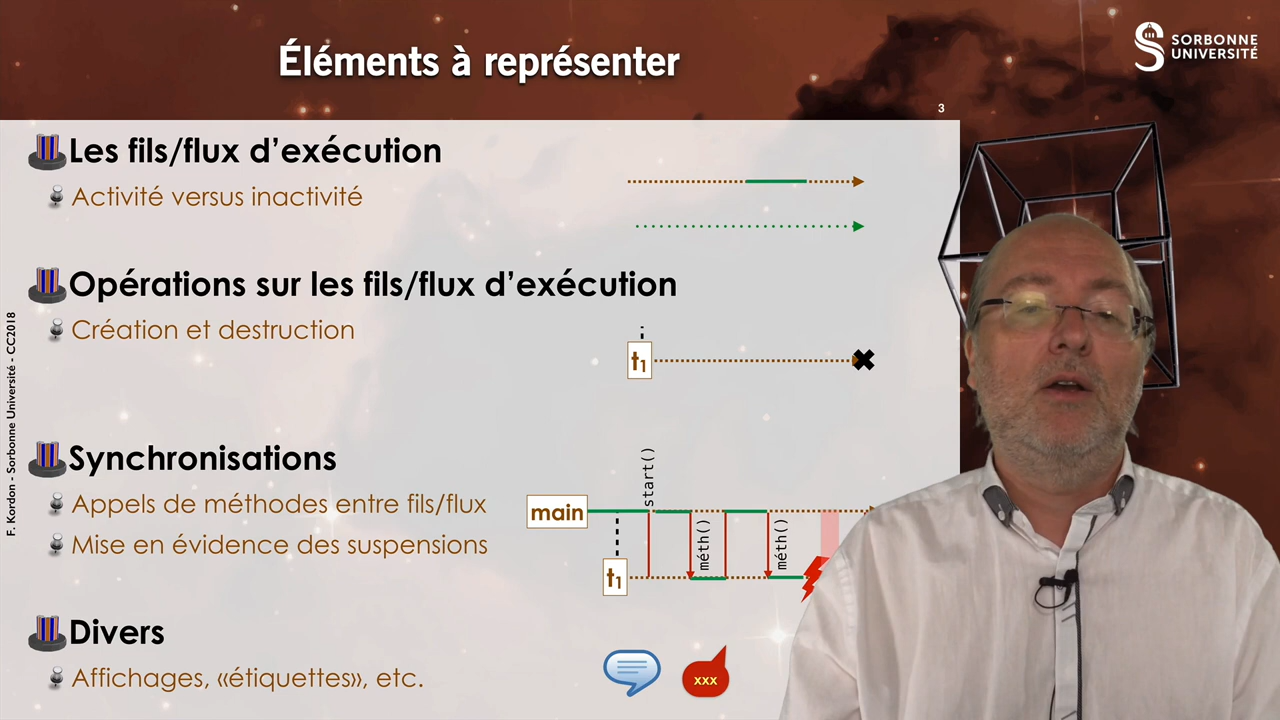 Éléments à représenter
SORBONNE
UNIVERSITÉ
3
Les fils/flux d'exécution
Activité versus inactivité
Opérations sur les fils/flux d'exécution
Création et destruction
t1
Synchronisations
Appels de méthodes entre fils/flux
Mise en évidence des suspensions
main
start()
méth()
méth()
t1
Divers
Affichages, «étiquettes», etc.
xxx
F. Kordon - Sorbonne Université - CC2018